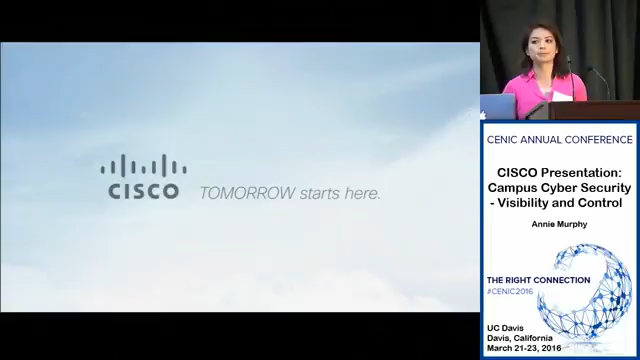 CISCO TOMORROW starts here.
CENIC ANNUAL CONFERENCE
CISCO Presentation:
Campus Cyber Security
- Visibility and Control
Annie Murphy
THE RIGHT CONNECTION
#CENIC2016
UC Davis
Davis, California
March 21-23, 2016